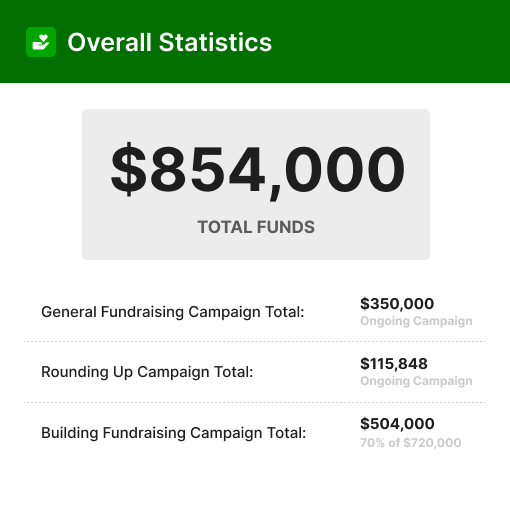 Overall Statistics
$854,000
TOTAL FUNDS
General Fundraising Campaign Total:
$350,000
Ongoing Campaign
Rounding Up Campaign Total:
$115,848
Ongoing Campaign
Building Fundraising Campaign Total:
$504,000
70% of $720,000